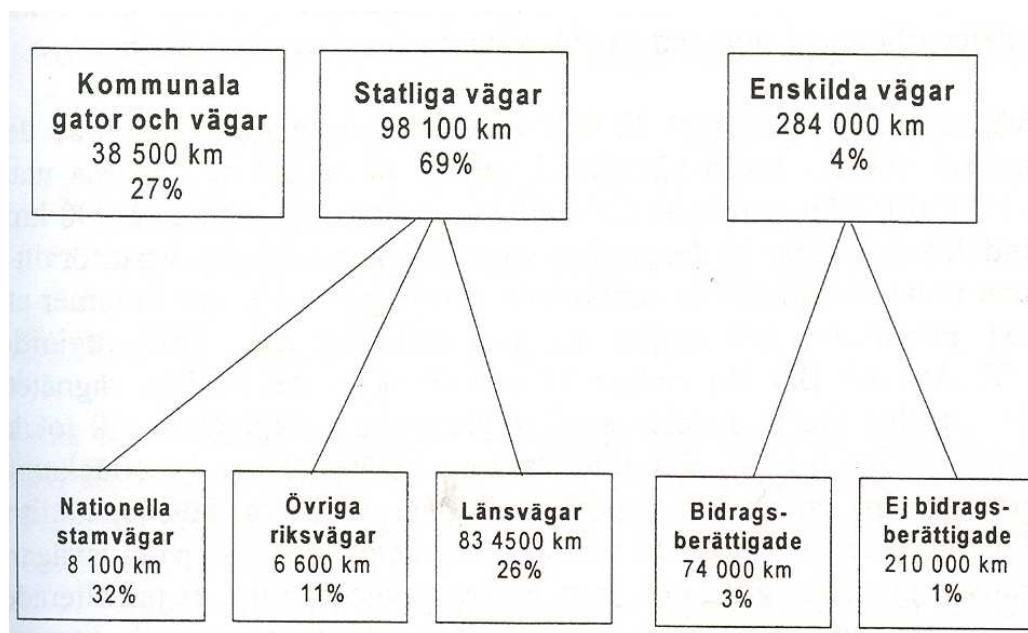 Kommunala
gator och vägar
38 500 km
27%
Statliga vägar
98 100 km
69%
Enskilda vägar
284 000 km
4%
Nationella
stamvägar
8 100 km
32%
Övriga
riksvägar
6 600 km
11%
Länsvägar
83 4500 km
26%
Bidrags-
berättigade
74 000 km
3%
Ej bidrags-
berättigade
210 000 km
1%